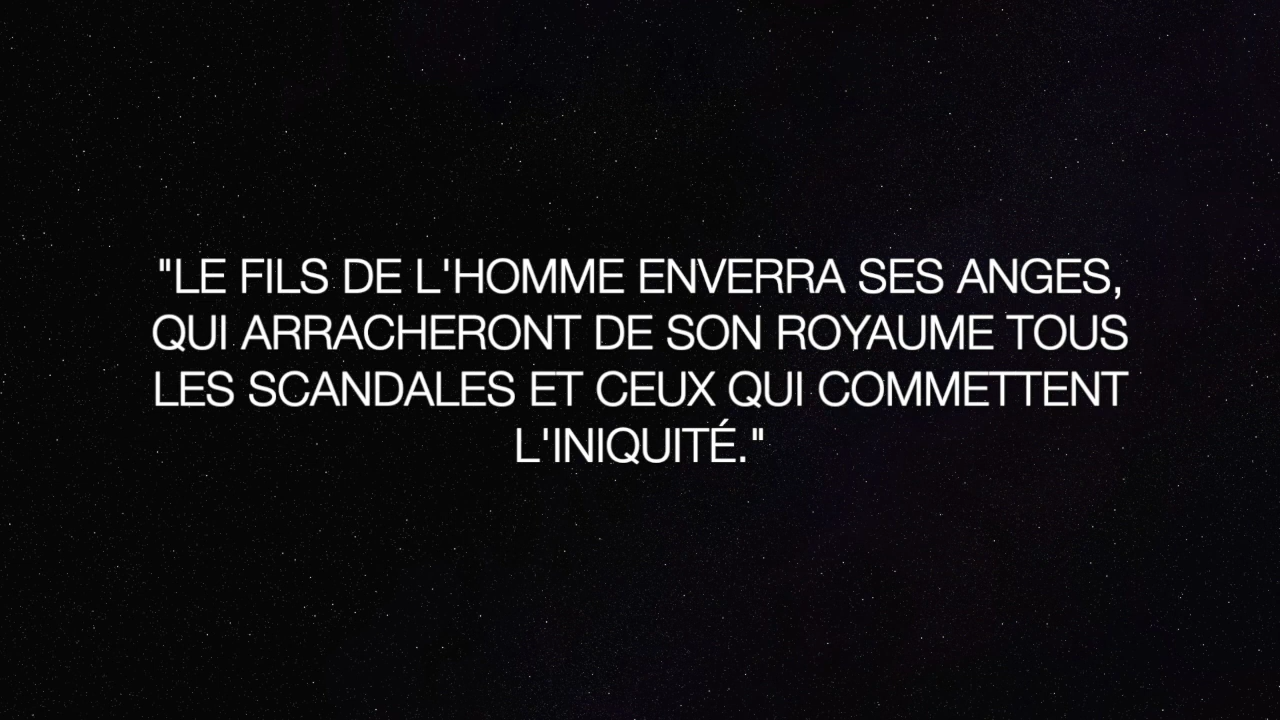 "LE FILS DE L'HOMME ENVERRA SES ANGES,
QUI ARRACHERONT DE SON ROYAUME TOUS
LES SCANDALES ET CEUX QUI COMMETTENT
L'INIQUITÉ."